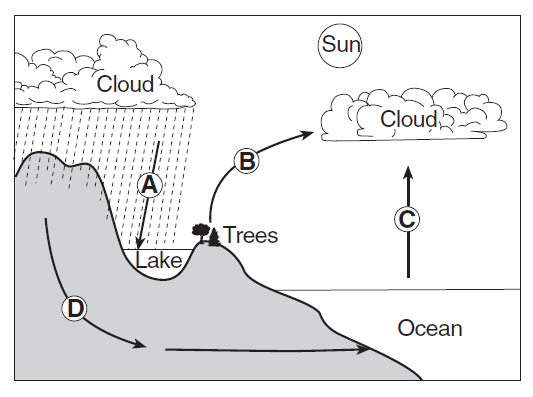 Sun
Cloud
Cloud
B
A
C
Trees
Lake
D
Ocean